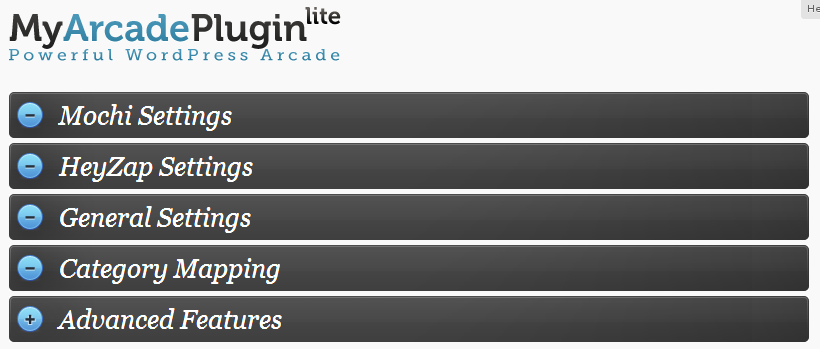 He
MyArcadePlugin lite
Powerful WordPress Arcade
Mochi Settings
HeyZap Settings
General Settings
Category Mapping
Advanced Features